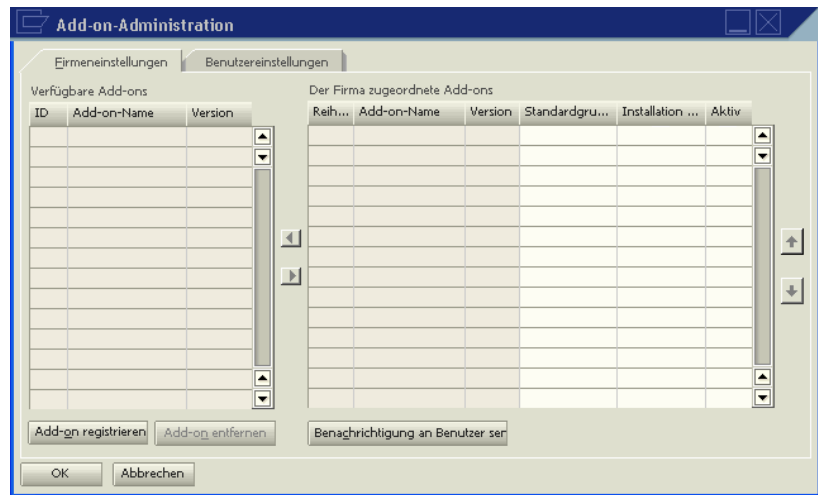 Add-on-Administration
Firmeneinstellungen
Benutzereinstellungen
Verfügbare Add-ons
ID Add-on-Name Version
Der Firma zugeordnete Add-ons
Reih... Add-on-Name Version Standardgru... Installation ... Aktiv
Add-on registrieren
Add-on entfernen
Benachrichtigung an Benutzer ser
OK
Abbrechen